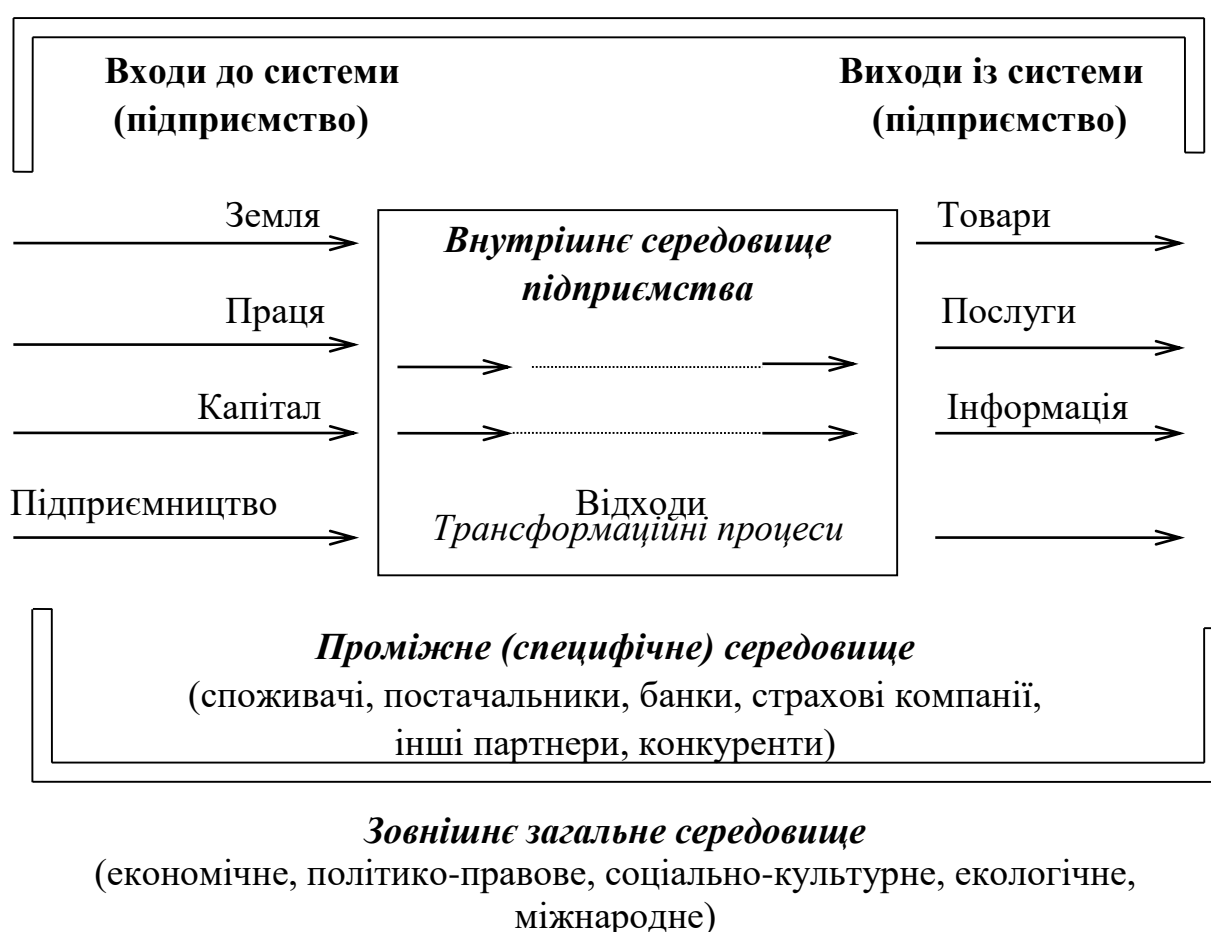 Входи до системи
(підприємство)
Виходи із системи
(підприємство)
Земля
Товари
Внутрішнє середовище
підприємства
Праця
Послуги
Капітал
Інформація
Підприємництво
Відходи
Трансформаційні процеси
Проміжне (специфічне) середовище
(споживачі, постачальники, банки, страхові компанії,
інші партнери, конкуренти)
Зовнішнє загальне середовище
(економічне, політико-правове, соціально-культурне, екологічне,
міжнародне)